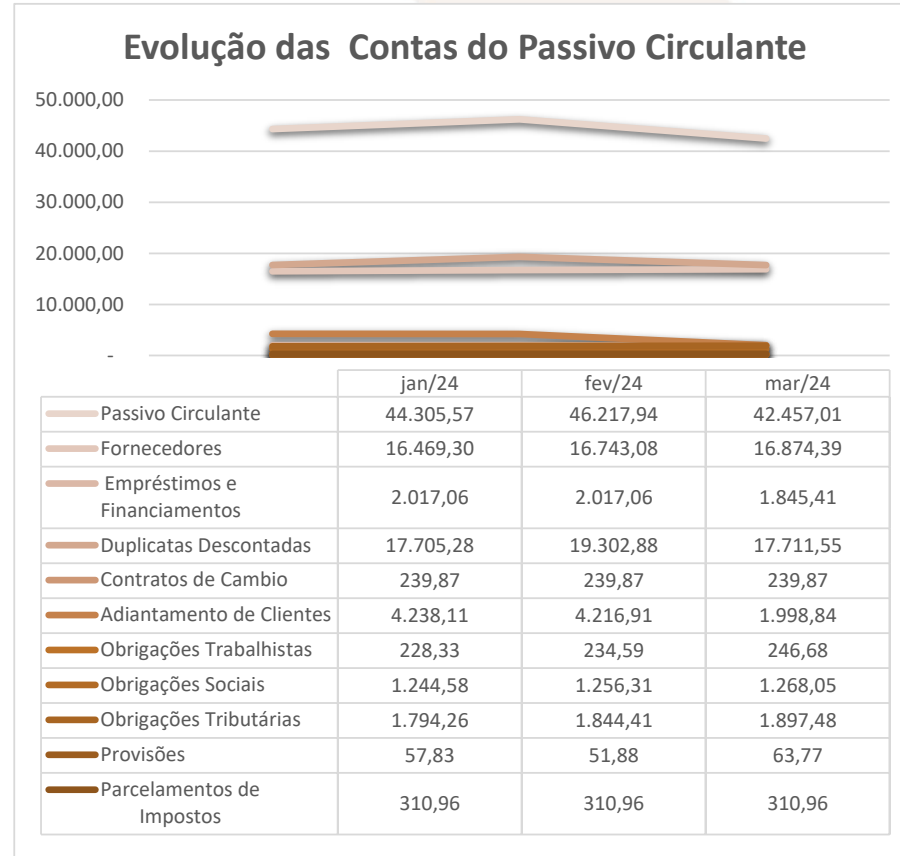 Evolução das Contas do Passivo Circulante
50.000,00
40.000,00
30.000,00
20.000,00
10.000,00
-
jan/24 fev/24 mar/24
Passivo Circulante 44.305,57 46.217,94 42.457,01
Fornecedores 16.469,30 16.743,08 16.874,39
Empréstimos e
Financiamentos 2.017,06 2.017,06 1.845,41
Duplicatas Descontadas 17.705,28 19.302,88 17.711,55
Contratos de Cambio 239,87 239,87 239,87
Adiantamento de Clientes 4.238,11 4.216,91 1.998,84
Obrigações Trabalhistas 228,33 234,59 246,68
Obrigações Sociais 1.244,58 1.256,31 1.268,05
Obrigações Tributárias 1.794,26 1.844,41 1.897,48
Provisões 57,83 51,88 63,77
Parcelamentos de
Impostos 310,96 310,96 310,96